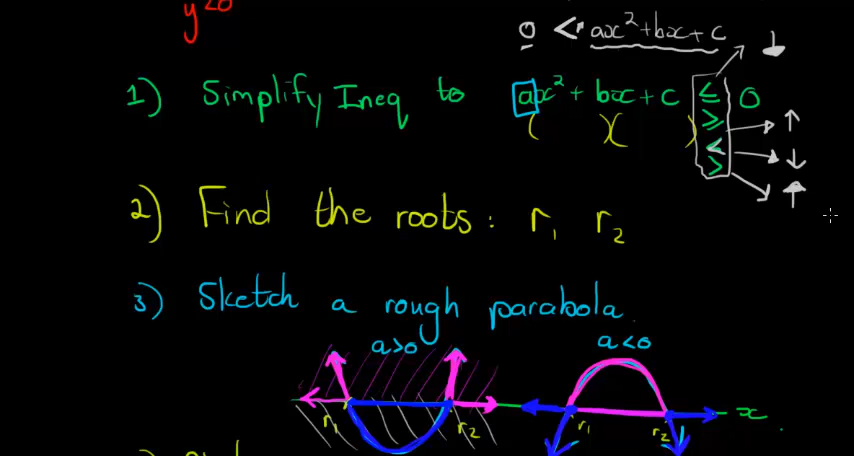 y<0
0 < ax²+bx+c
1) Simplify Ineq to ax² + bx + c ≤ 0
( )( ) ≥
<
>
2) Find the roots: r₁ r₂
3) Sketch a rough parabola.
a>0 a<0
r₁ r₂ r₁ r₂ x